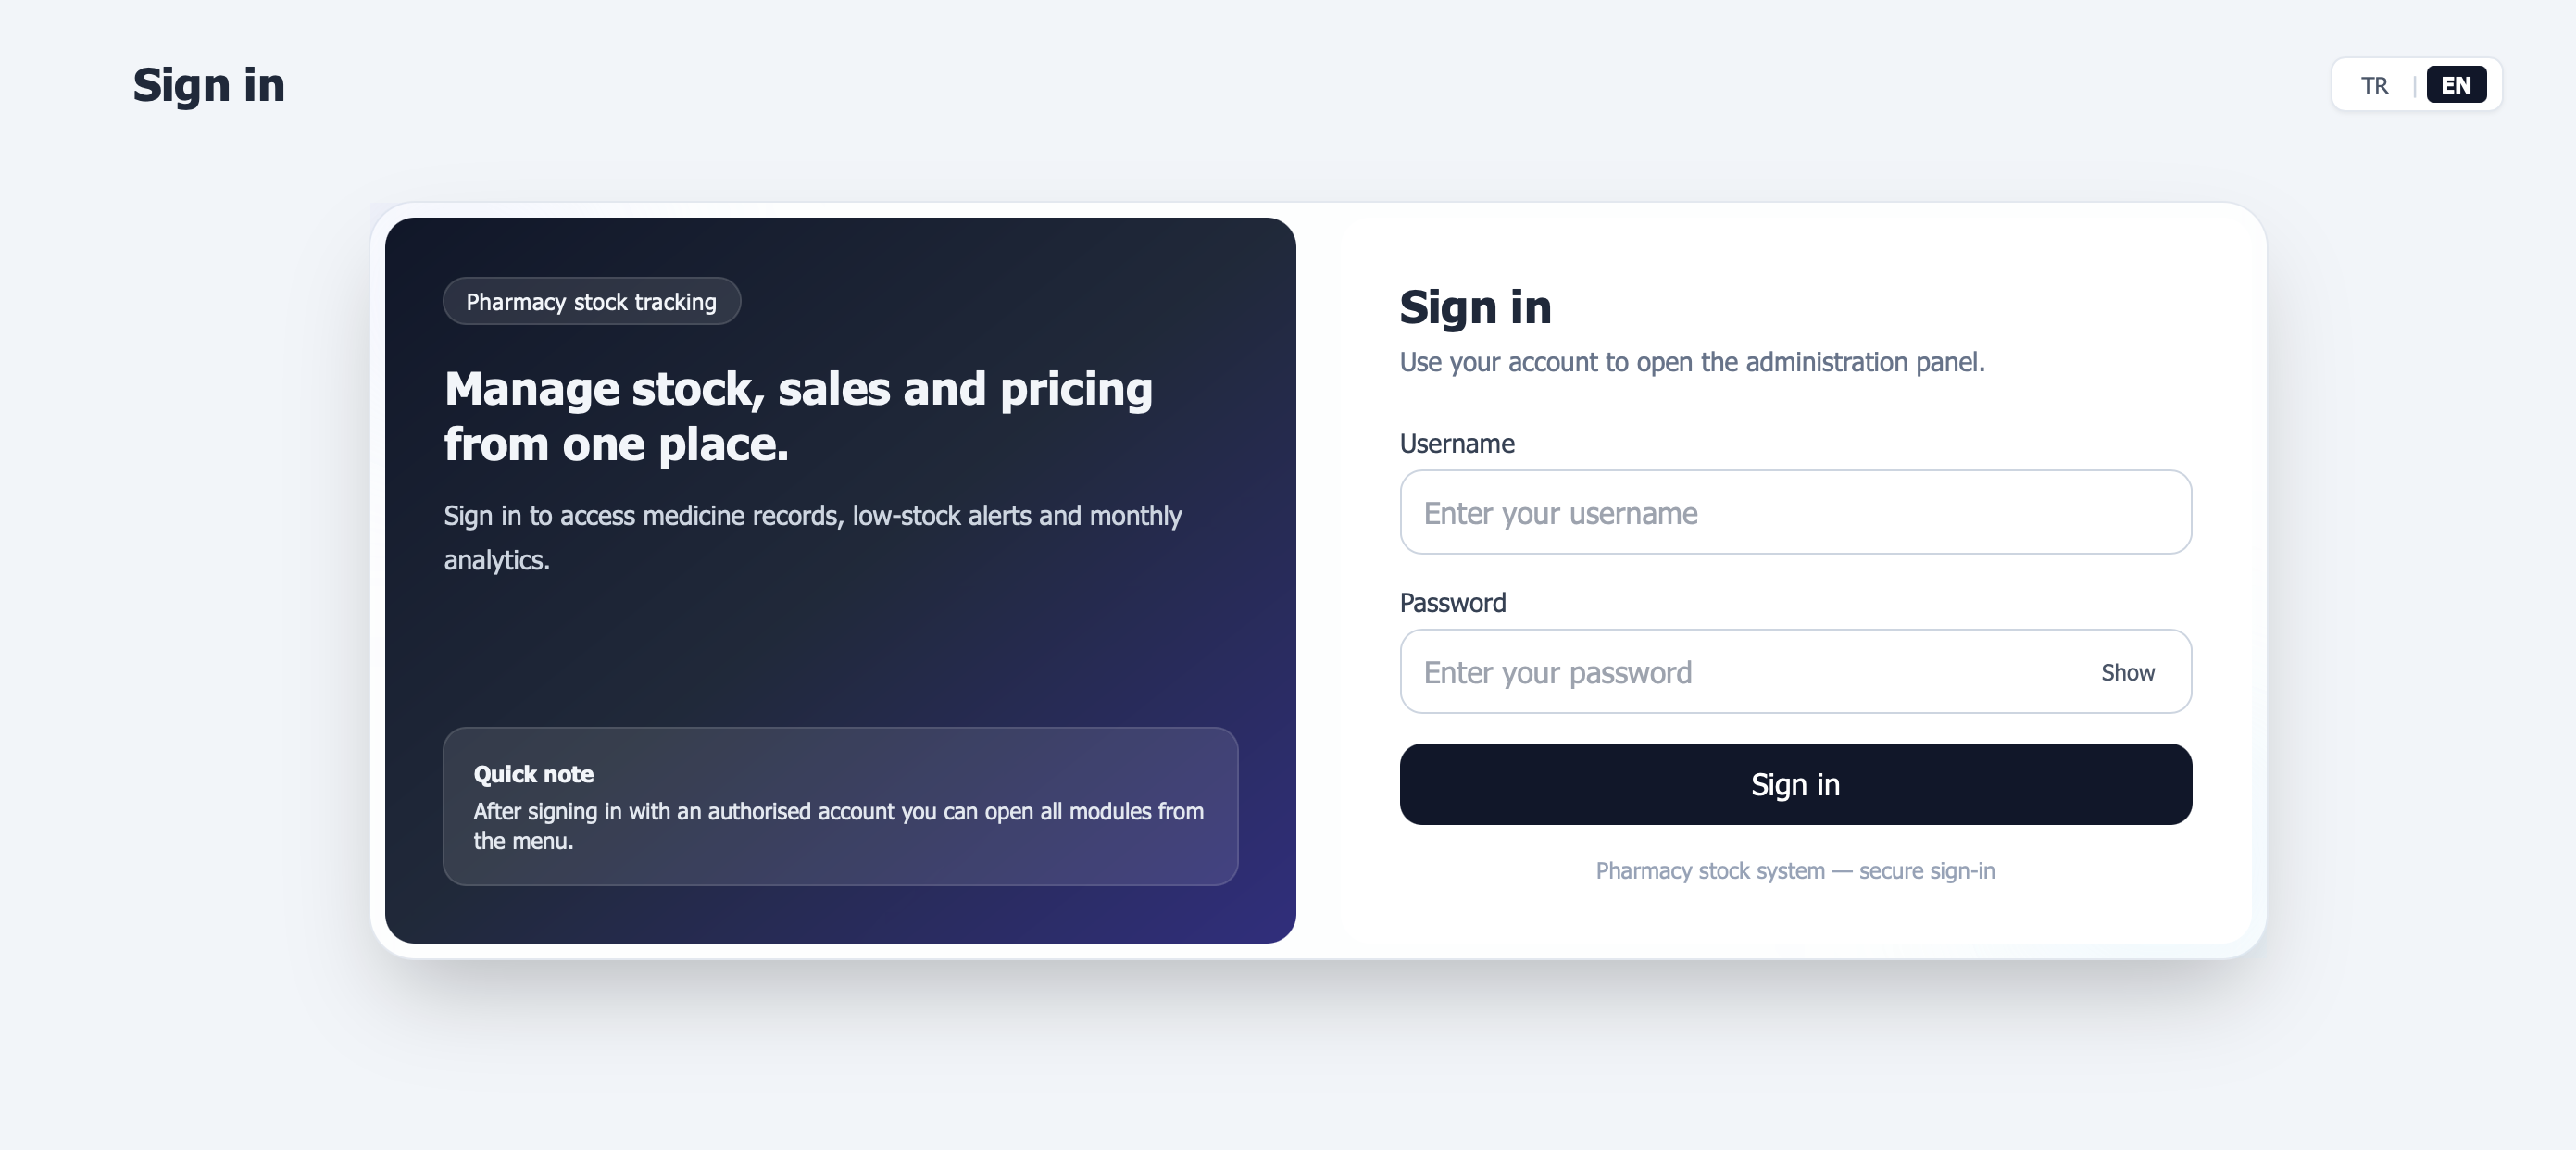 Sign in
TR | EN
Pharmacy stock tracking
Manage stock, sales and pricing
from one place.
Sign in to access medicine records, low-stock alerts and monthly
analytics.
Quick note
After signing in with an authorised account you can open all modules from
the menu.
Sign in
Use your account to open the administration panel.
Username
Enter your username
Password
Enter your password
Show
Sign in
Pharmacy stock system — secure sign-in